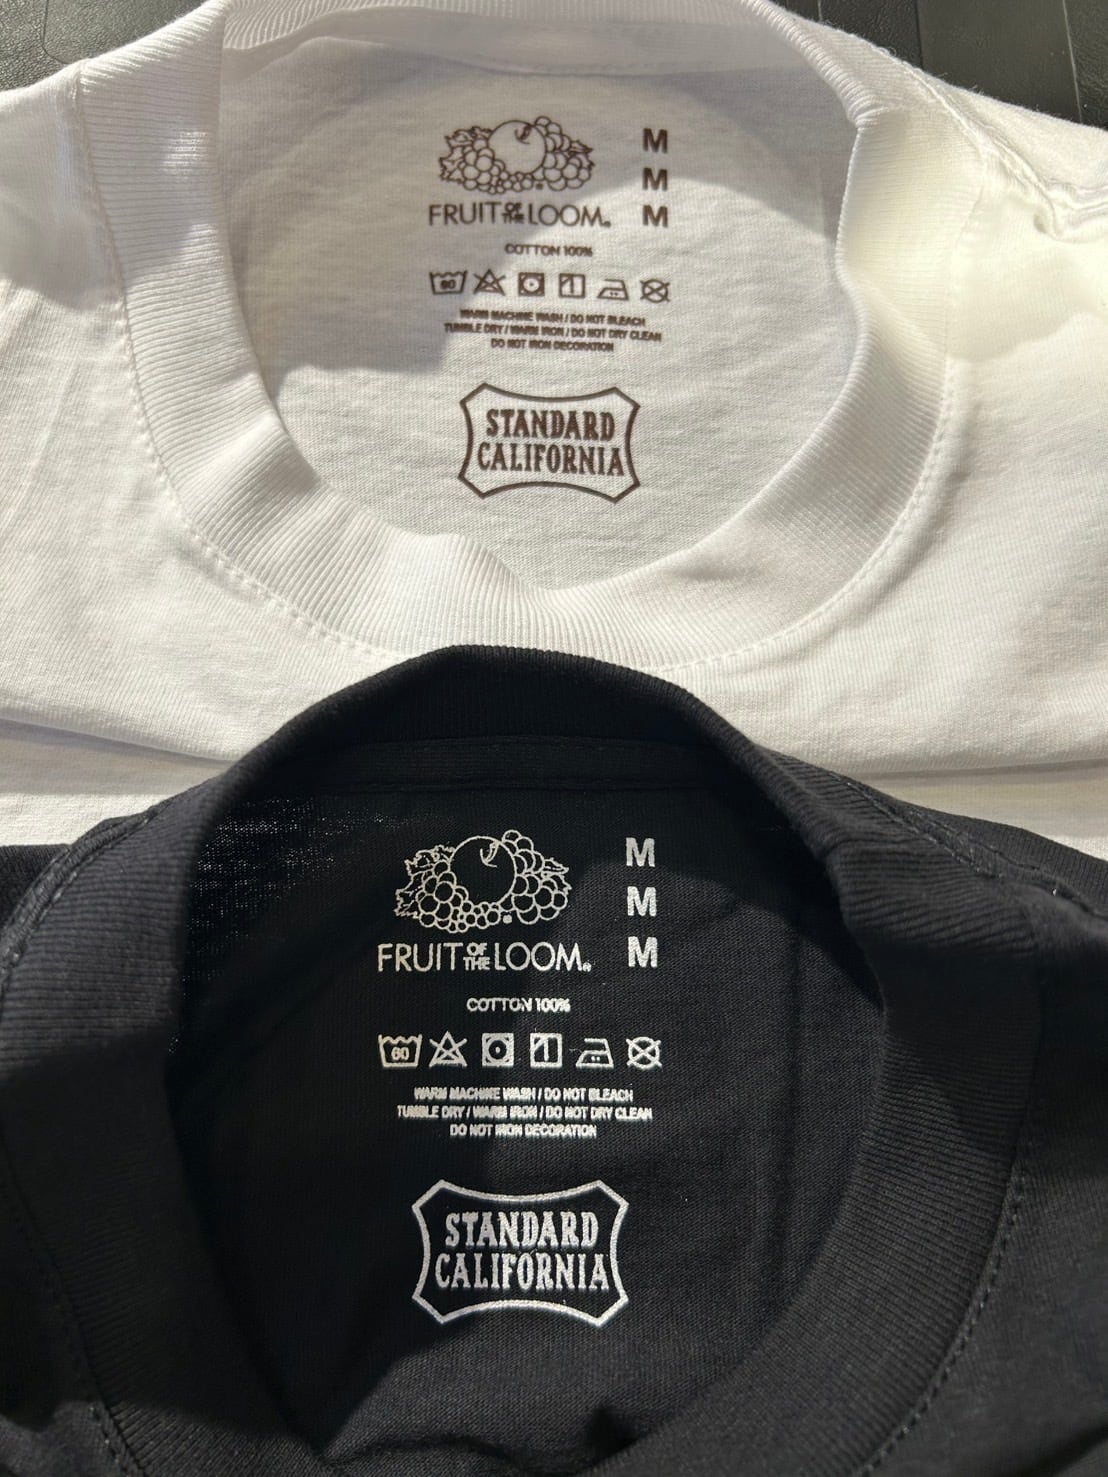 M
M
FRUIT OF THE LOOM® M
COTTON 100%
60 1
WARM MACHINE WASH / DO NOT BLEACH
TUMBLE DRY / WARM IRON / DO NOT DRY CLEAN
DO NOT IRON DECORATION
STANDARD
CALIFORNIA
M
M
FRUIT OF THE LOOM® M
COTTON 100%
60 1
WARM MACHINE WASH / DO NOT BLEACH
TUMBLE DRY / WARM IRON / DO NOT DRY CLEAN
DO NOT IRON DECORATION
STANDARD
CALIFORNIA